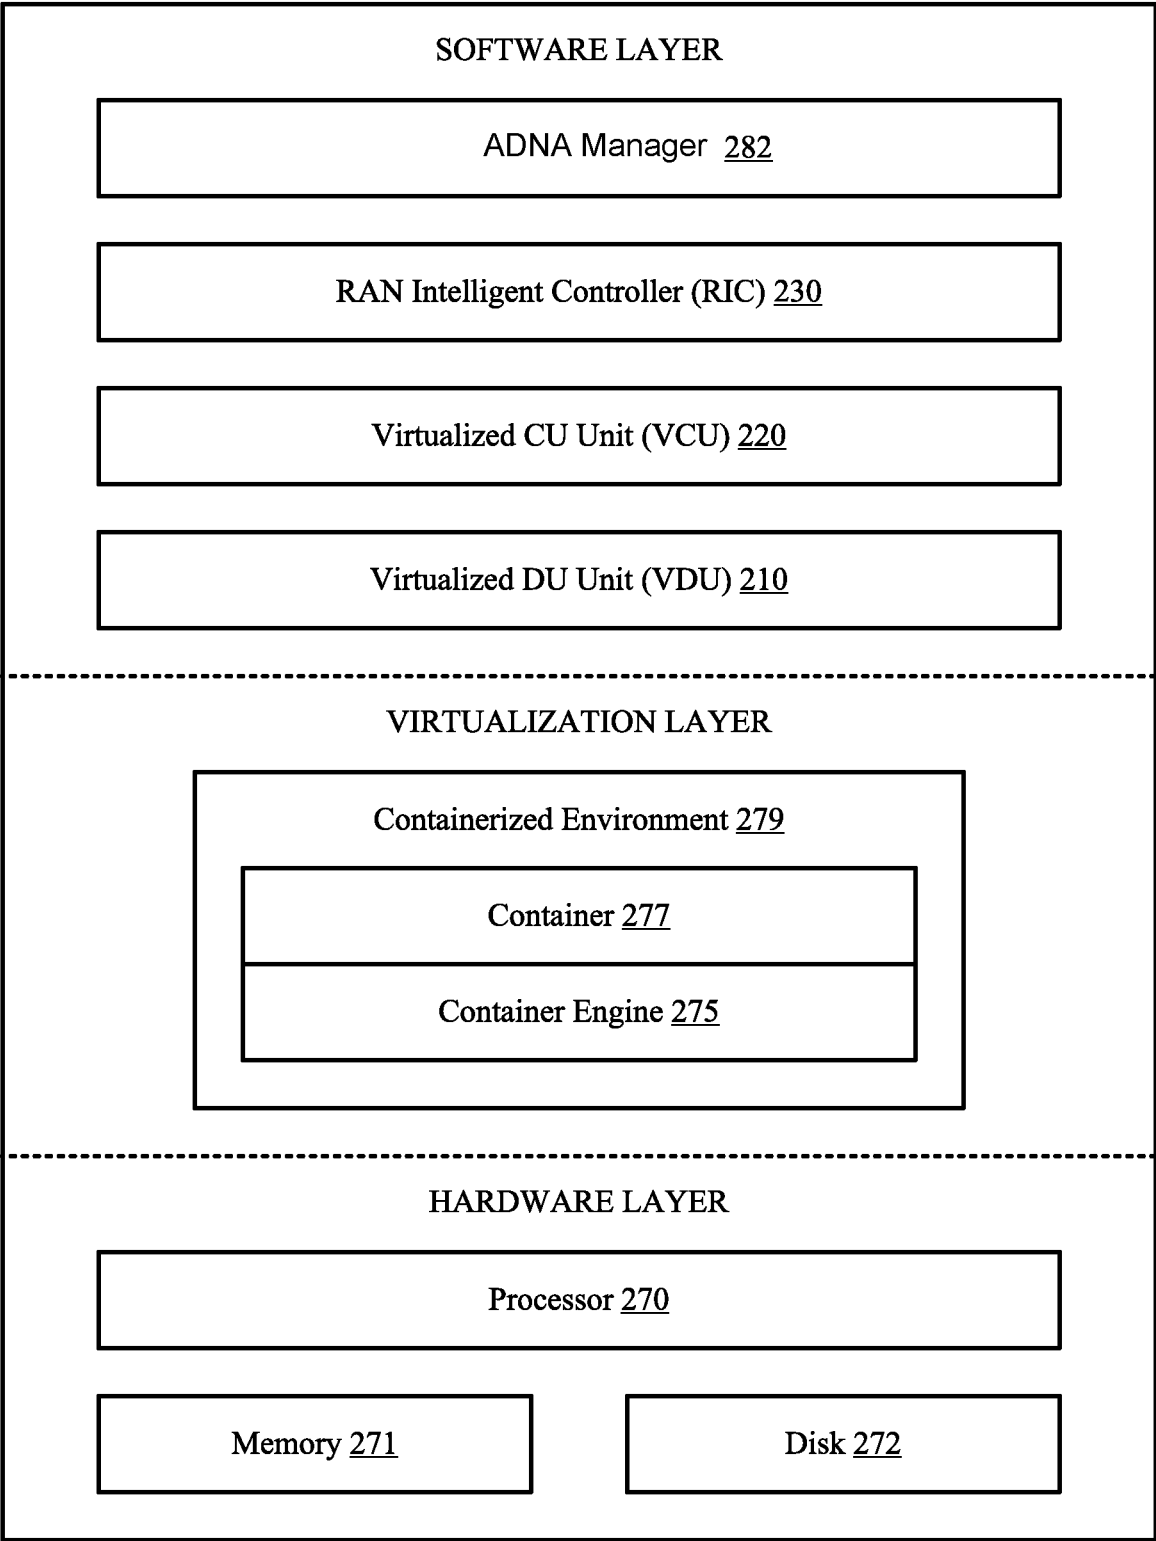 SOFTWARE LAYER
ADNA Manager 282
RAN Intelligent Controller (RIC) 230
Virtualized CU Unit (VCU) 220
Virtualized DU Unit (VDU) 210
VIRTUALIZATION LAYER
Containerized Environment 279
Container 277
Container Engine 275
HARDWARE LAYER
Processor 270
Memory 271
Disk 272